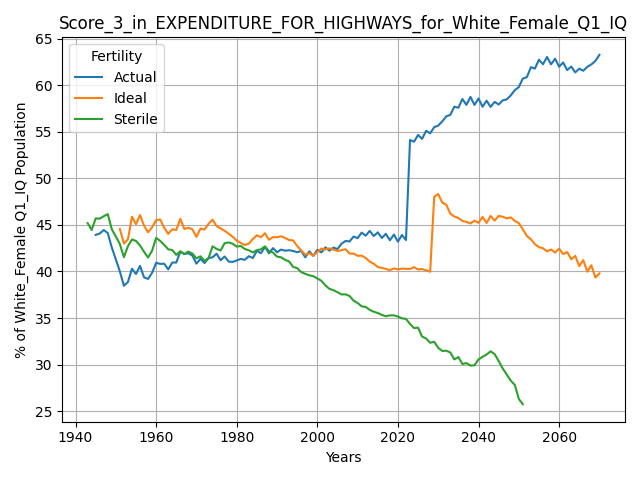 Score_3_in_EXPENDITURE_FOR_HIGHWAYS_for_White_Female_Q1_IQ
Fertility
Actual
Ideal
Sterile
% of White_Female Q1_IQ Population
65
60
55
50
45
40
35
30
25
1940 1960 1980 2000 2020 2040 2060
Years